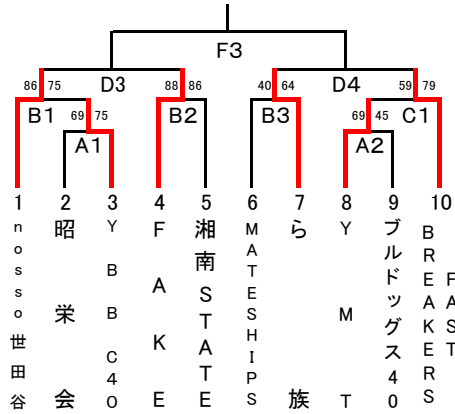 F3
D3
D4
86 75
88 86
40 64
59 79
B1
B2
B3
C1
69 75
69 45
A1
A2
1 2 3 4 5 6 7 8 9 10
nosso世田谷
昭栄会
YBBC40
FAKE
湘南STATE
MATESHIPS
ら族
YMT
ブルドッグス40
BREAKERS
FAST